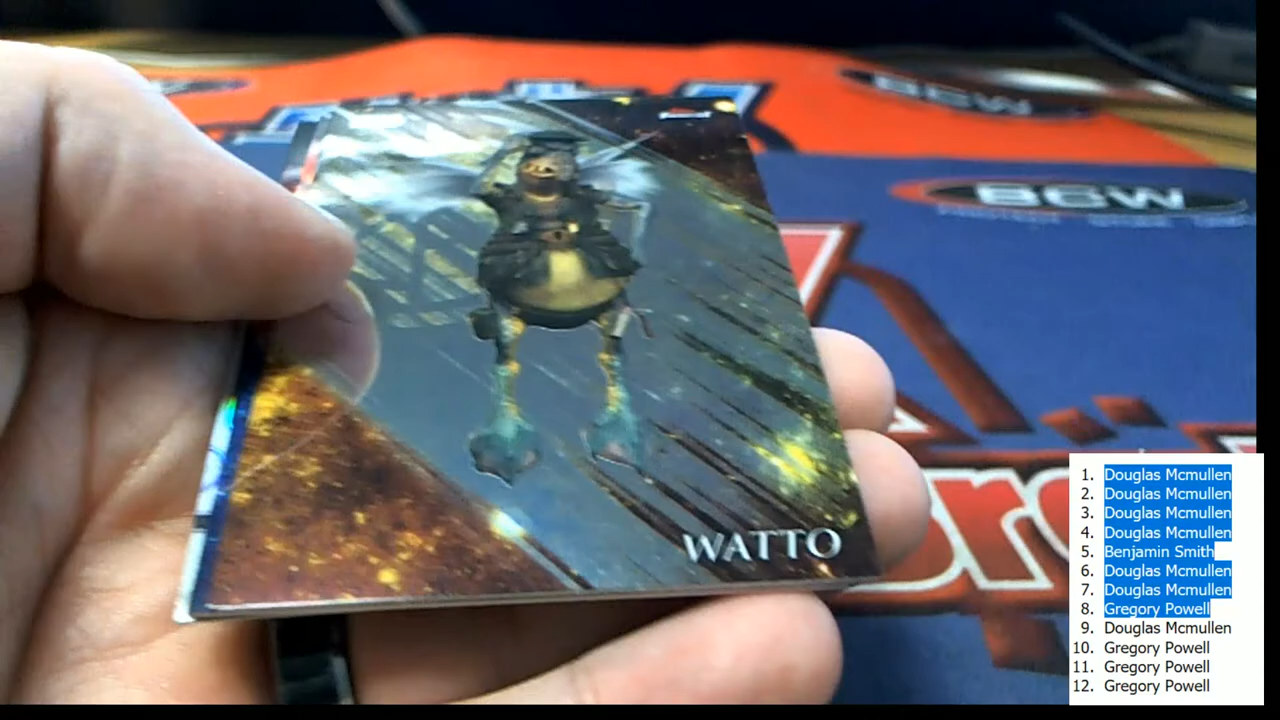 BCW
BCW
WATTO
1. Douglas Mcmullen
2. Douglas Mcmullen
3. Douglas Mcmullen
4. Douglas Mcmullen
5. Benjamin Smith
6. Douglas Mcmullen
7. Douglas Mcmullen
8. Gregory Powell
9. Douglas Mcmullen
10. Gregory Powell
11. Gregory Powell
12. Gregory Powell